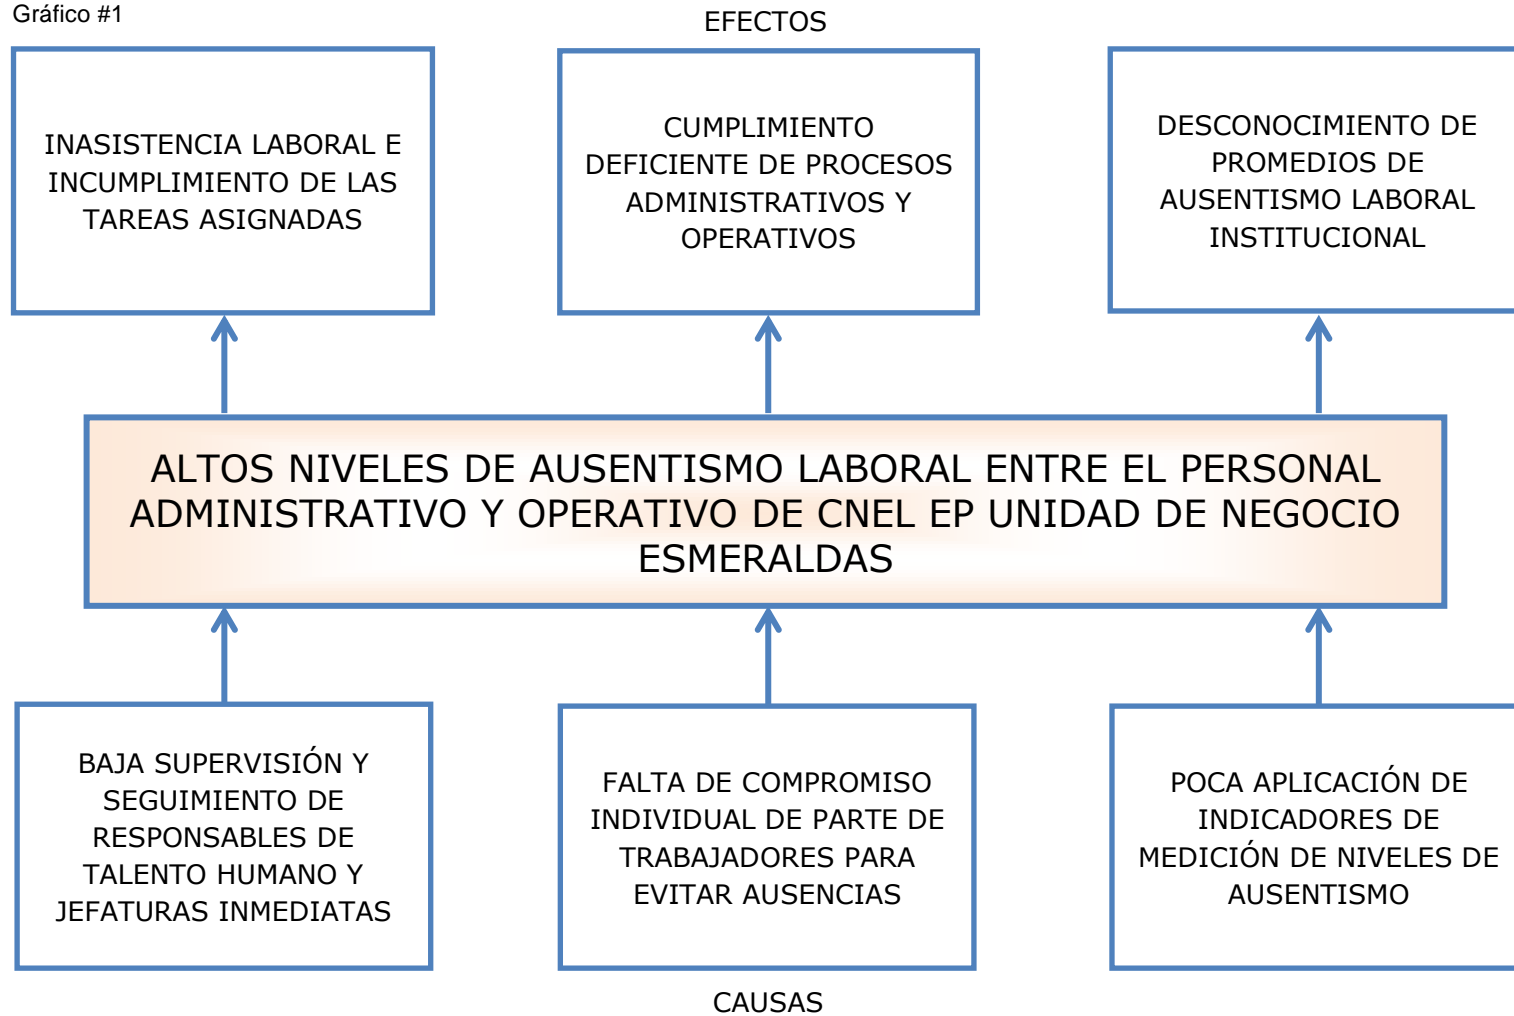 Gráfico #1
EFECTOS
INASISTENCIA LABORAL E
INCUMPLIMIENTO DE LAS
TAREAS ASIGNADAS
CUMPLIMIENTO
DEFICIENTE DE PROCESOS
ADMINISTRATIVOS Y
OPERATIVOS
DESCONOCIMIENTO DE
PROMEDIOS DE
AUSENTISMO LABORAL
INSTITUCIONAL
ALTOS NIVELES DE AUSENTISMO LABORAL ENTRE EL PERSONAL
ADMINISTRATIVO Y OPERATIVO DE CNEL EP UNIDAD DE NEGOCIO
ESMERALDAS
BAJA SUPERVISIÓN Y
SEGUIMIENTO DE
RESPONSABLES DE
TALENTO HUMANO Y
JEFATURAS INMEDIATAS
FALTA DE COMPROMISO
INDIVIDUAL DE PARTE DE
TRABAJADORES PARA
EVITAR AUSENCIAS
POCA APLICACIÓN DE
INDICADORES DE
MEDICIÓN DE NIVELES DE
AUSENTISMO
CAUSAS